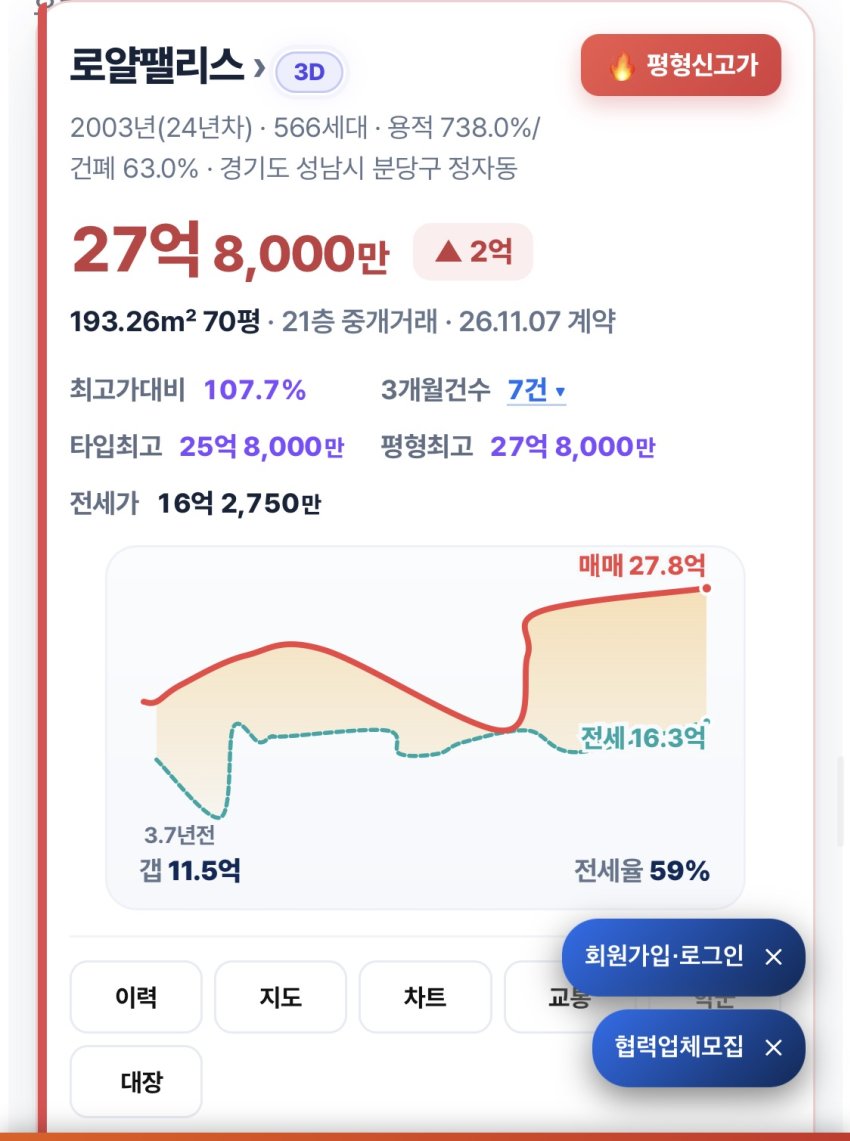 로얄팰리스 › 3D
🔥 평형신고가
2003년(24년차) · 566세대 · 용적 738.0%/
건폐 63.0% · 경기도 성남시 분당구 정자동
27억 8,000만 ▲ 2억
193.26m² 70평 · 21층 중개거래 · 26.11.07 계약
최고가대비 107.7% 3개월건수 7건 ▼
타입최고 25억 8,000만 평형최고 27억 8,000만
전세가 16억 2,750만
매매 27.8억
전세 16.3억
3.7년전
갭 11.5억 전세율 59%
회원가입·로그인 ×
이력 지도 차트 교통
협력업체모집 ×
대장